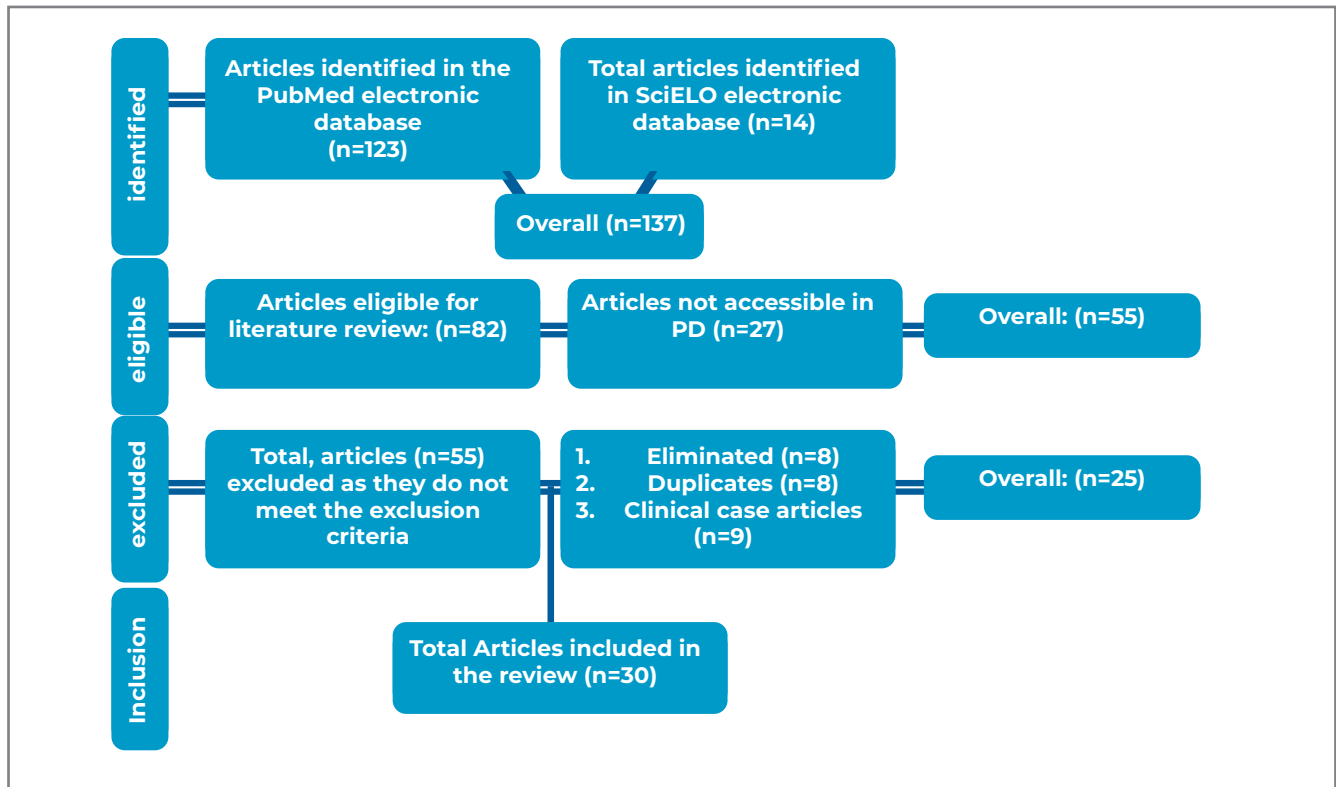 identified
Articles identified in the
PubMed electronic
database
(n=123)
Total articles identified
in SciELO electronic
database (n=14)
Overall (n=137)
eligible
Articles eligible for
literature review: (n=82)
Articles not accessible in
PD (n=27)
Overall: (n=55)
excluded
Total, articles (n=55)
excluded as they do not
meet the exclusion
criteria
1. Eliminated (n=8)
2. Duplicates (n=8)
3. Clinical case articles
(n=9)
Overall: (n=25)
Inclusion
Total Articles included in
the review (n=30)